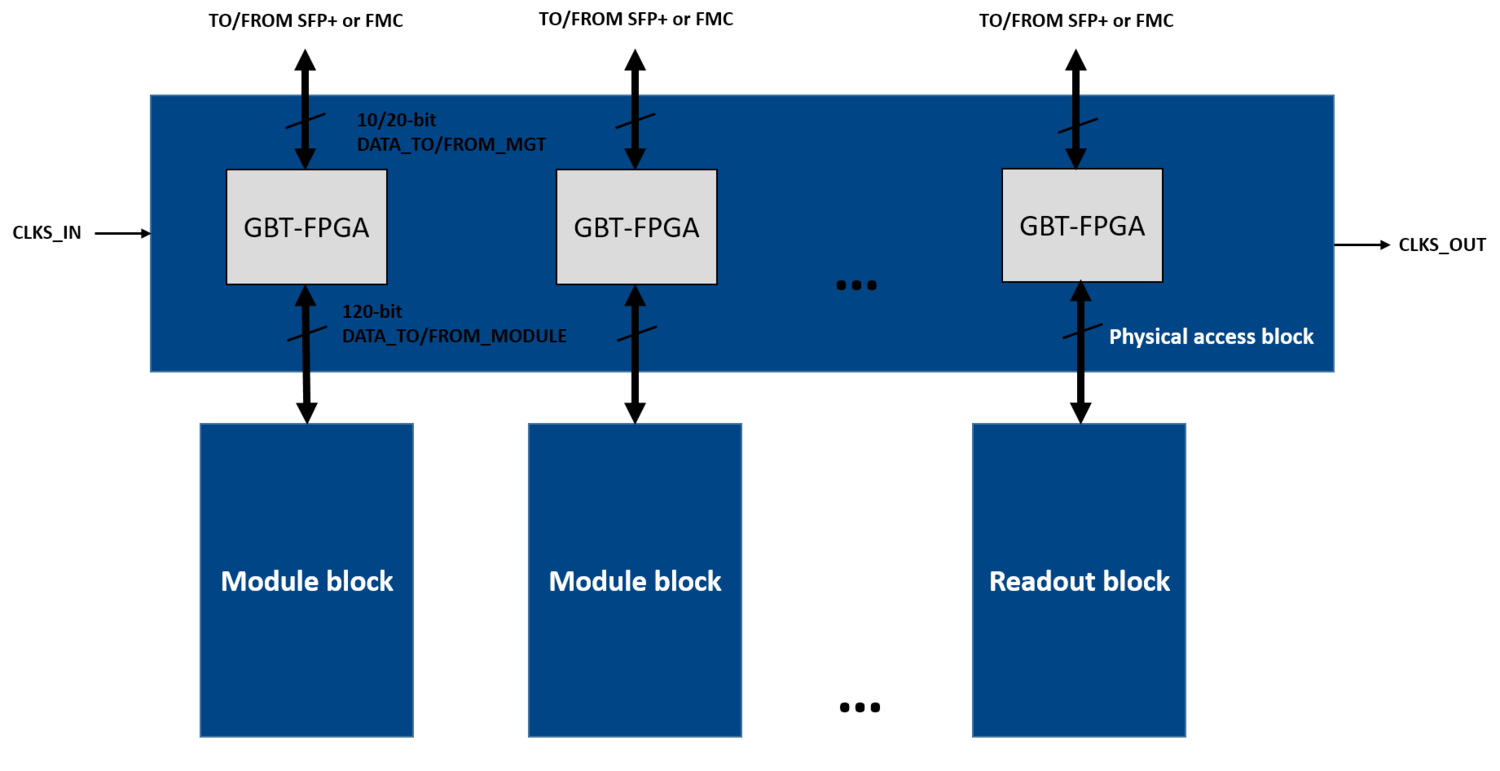 TO/FROM SFP+ or FMC
TO/FROM SFP+ or FMC
TO/FROM SFP+ or FMC
10/20-bit
DATA_TO/FROM_MGT
GBT-FPGA
GBT-FPGA
GBT-FPGA
CLKS_IN
CLKS_OUT
...
120-bit
DATA_TO/FROM_MODULE
Physical access block
Module block
Module block
Readout block
...